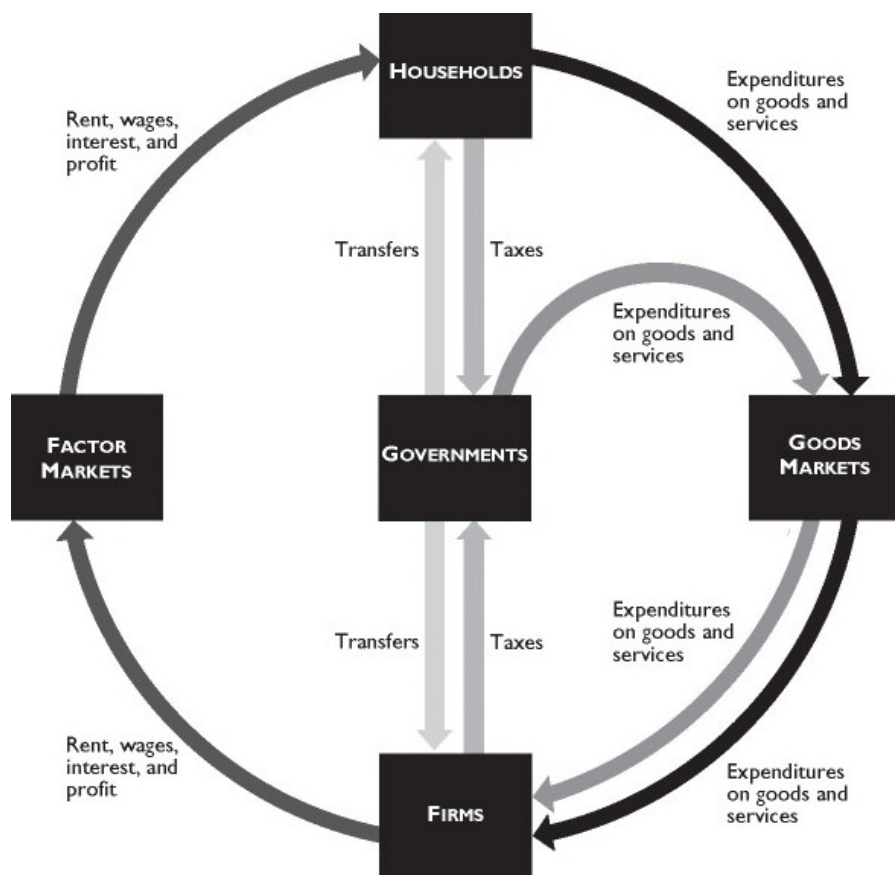 HOUSEHOLDS
Expenditures
on goods and
services
Rent, wages,
interest, and
profit
Transfers
Taxes
Expenditures
on goods and
services
FACTOR
MARKETS
GOVERNMENTS
GOODS
MARKETS
Expenditures
on goods and
services
Transfers
Taxes
Rent, wages,
interest, and
profit
Expenditures
on goods and
services
FIRMS